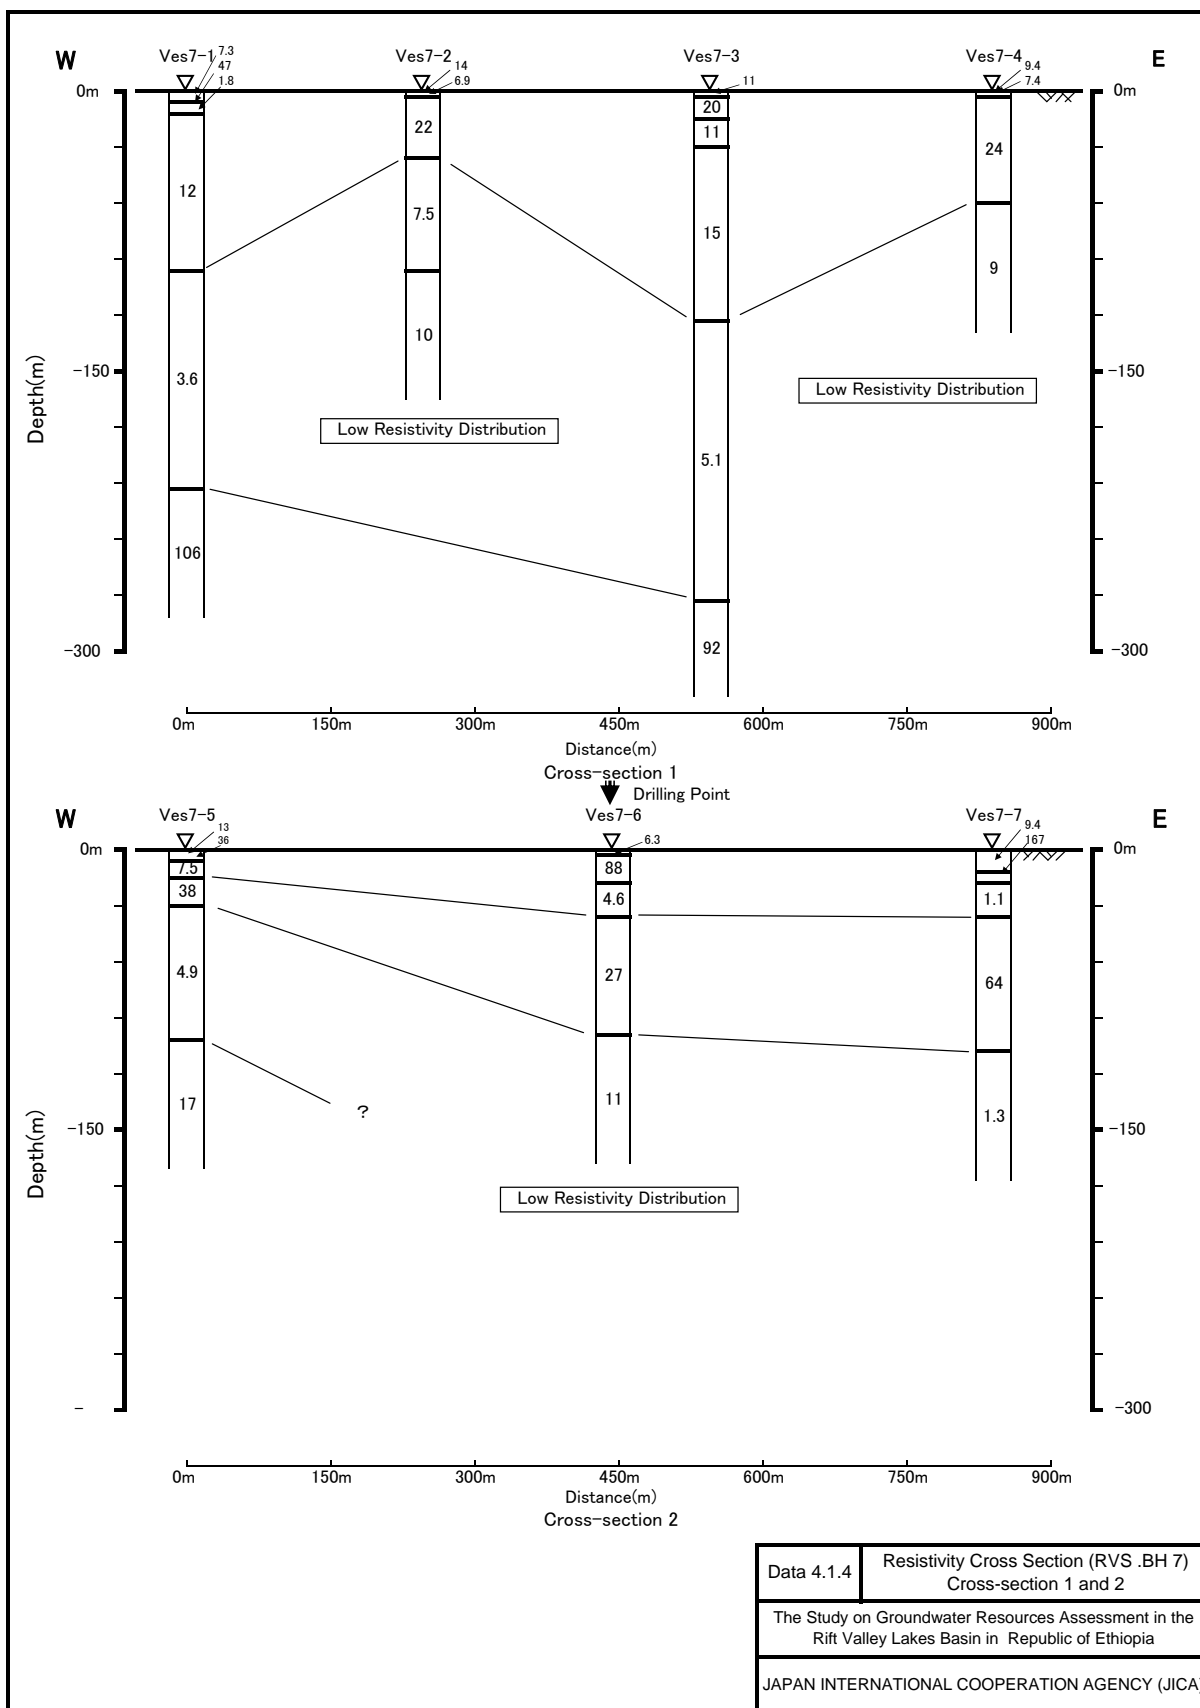 W
Ves7-1
Ves7-2
Ves7-3
Ves7-4
E
7.3
47
1.8
14
6.9
11
9.4
7.4
0m
0m
20
22
11
24
12
7.5
15
9
10
Depth(m)
-150
-150
3.6
Low Resistivity Distribution
Low Resistivity Distribution
5.1
106
92
-300
-300
0m
150m
300m
450m
600m
750m
900m
Distance(m)
Cross-section 1
Drilling Point
W
Ves7-5
Ves7-6
Ves7-7
E
13
36
6.3
9.4
167
0m
0m
7.5
88
38
4.6
1.1
4.9
27
64
17
?
11
1.3
Depth(m)
-150
-150
Low Resistivity Distribution
-
-300
0m
150m
300m
450m
600m
750m
900m
Distance(m)
Cross-section 2
Data 4.1.4
Resistivity Cross Section (RVS .BH 7)
Cross-section 1 and 2
The Study on Groundwater Resources Assessment in the
Rift Valley Lakes Basin in Republic of Ethiopia
JAPAN INTERNATIONAL COOPERATION AGENCY (JICA)